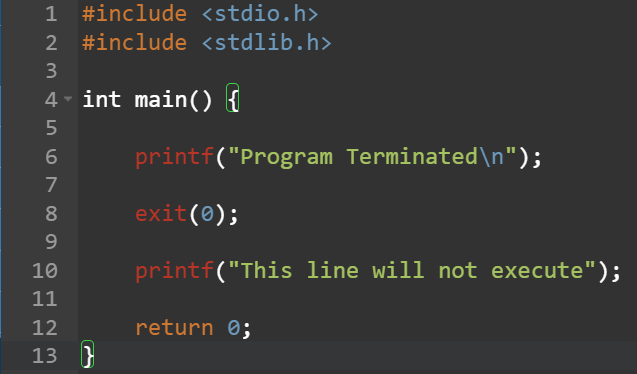 1 #include <stdio.h>
2 #include <stdlib.h>
3
4 int main() {
5
6     printf("Program Terminated\n");
7
8     exit(0);
9
10     printf("This line will not execute");
11
12     return 0;
13 }